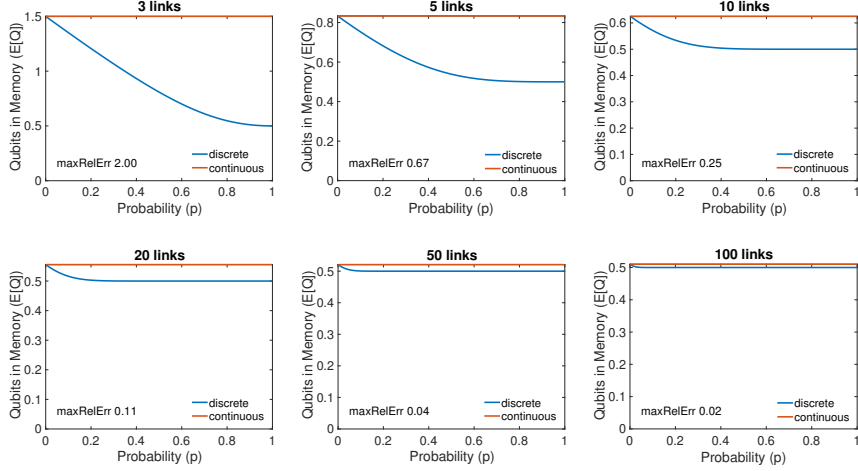 3 links
Qubits in Memory (E[Q])
1.5
1
0.5
0
maxRelErr 2.00
discrete
continuous
0 0.2 0.4 0.6 0.8 1
Probability (p)
5 links
Qubits in Memory (E[Q])
0.8
0.6
0.4
0.2
0
maxRelErr 0.67
discrete
continuous
0 0.2 0.4 0.6 0.8 1
Probability (p)
10 links
Qubits in Memory (E[Q])
0.6
0.5
0.4
0.3
0.2
0.1
0
maxRelErr 0.25
discrete
continuous
0 0.2 0.4 0.6 0.8 1
Probability (p)
20 links
Qubits in Memory (E[Q])
0.5
0.4
0.3
0.2
0.1
0
maxRelErr 0.11
discrete
continuous
0 0.2 0.4 0.6 0.8 1
Probability (p)
50 links
Qubits in Memory (E[Q])
0.5
0.4
0.3
0.2
0.1
0
maxRelErr 0.04
discrete
continuous
0 0.2 0.4 0.6 0.8 1
Probability (p)
100 links
Qubits in Memory (E[Q])
0.5
0.4
0.3
0.2
0.1
0
maxRelErr 0.02
discrete
continuous
0 0.2 0.4 0.6 0.8 1
Probability (p)